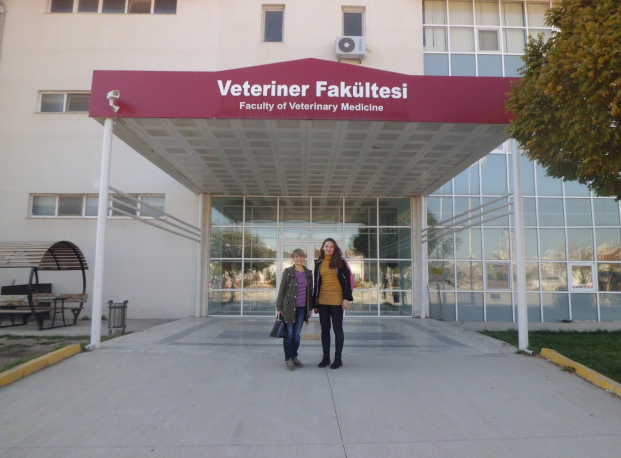 Veteriner Fakültesi
Faculty of Veterinary Medicine